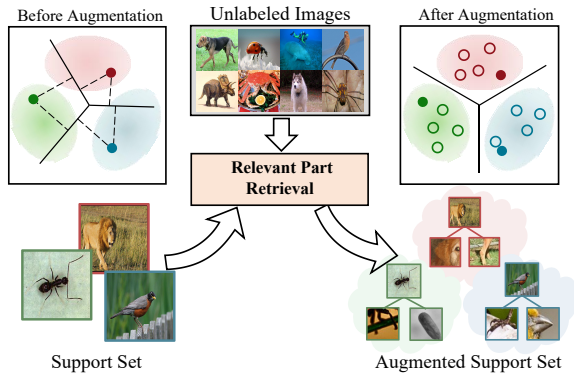 Before Augmentation
Unlabeled Images
After Augmentation
Relevant Part
Retrieval
Support Set
Augmented Support Set